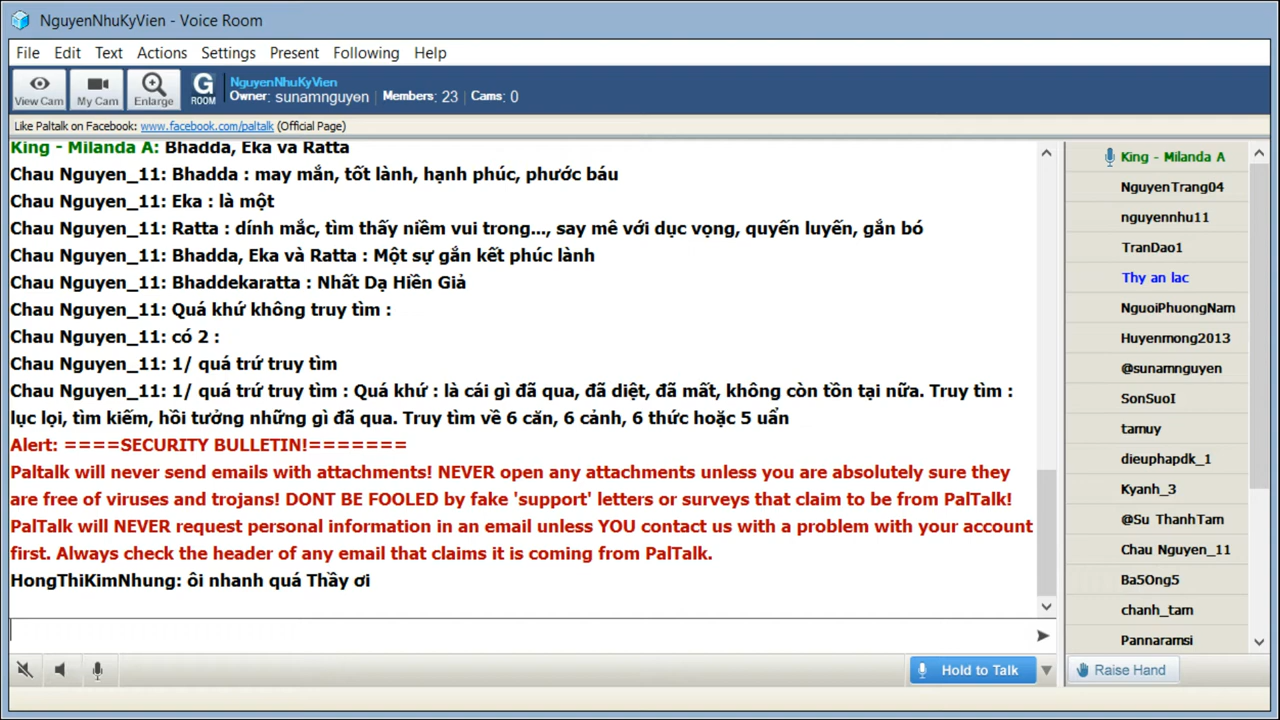 NguyenNhuKyVien - Voice Room
File Edit Text Actions Settings Present Following Help
View Cam My Cam Enlarge G ROOM
NguyenNhuKyVien
Owner: sunamnguyen Members: 23 Cams: 0
Like Paltalk on Facebook: www.facebook.com/paltalk (Official Page)
King - Milanda A: Bhadda, Eka và Ratta
Chau Nguyen_11: Bhadda : may mắn, tốt lành, hạnh phúc, phước báu
Chau Nguyen_11: Eka : là một
Chau Nguyen_11: Ratta : dính mắc, tìm thấy niềm vui trong..., say mê với dục vọng, quyến luyến, gắn bó
Chau Nguyen_11: Bhadda, Eka và Ratta : Một sự gắn kết phúc lành
Chau Nguyen_11: Bhaddekaratta : Nhất Dạ Hiền Giả
Chau Nguyen_11: Quá khứ không truy tìm :
Chau Nguyen_11: có 2 :
Chau Nguyen_11: 1/ quá trứ truy tìm
Chau Nguyen_11: 1/ quá trứ truy tìm : Quá khứ : là cái gì đã qua, đã diệt, đã mất, không còn tồn tại nữa. Truy tìm :
lục lọi, tìm kiếm, hồi tưởng những gì đã qua. Truy tìm về 6 căn, 6 cảnh, 6 thức hoặc 5 uẩn
Alert: ====SECURITY BULLETIN!=======
Paltalk will never send emails with attachments! NEVER open any attachments unless you are absolutely sure they
are free of viruses and trojans! DONT BE FOOLED by fake 'support' letters or surveys that claim to be from PalTalk!
PalTalk will NEVER request personal information in an email unless YOU contact us with a problem with your account
first. Always check the header of any email that claims it is coming from PalTalk.
HongThiKimNhung: ôi nhanh quá Thầy ơi
King - Milanda A
NguyenTrang04
nguyennhu11
TranDao1
Thy an lac
NguoiPhuongNam
Huyenmong2013
@sunamnguyen
SonSuoI
tamuy
dieuphapdk_1
Kyanh_3
@Su ThanhTam
Chau Nguyen_11
Ba5Ong5
chanh_tam
Pannaramsi
Hold to Talk
Raise Hand